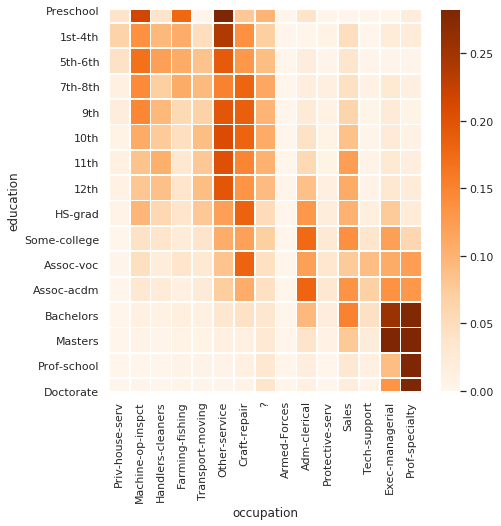 Preschool
1st-4th
5th-6th
7th-8th
9th
10th
11th
12th
HS-grad
Some-college
Assoc-voc
Assoc-acdm
Bachelors
Masters
Prof-school
Doctorate
education
Priv-house-serv
Machine-op-inspct
Handlers-cleaners
Farming-fishing
Transport-moving
Other-service
Craft-repair
?
Armed-Forces
Adm-clerical
Protective-serv
Sales
Tech-support
Exec-managerial
Prof-specialty
occupation
0.25
0.20
0.15
0.10
0.05
0.00